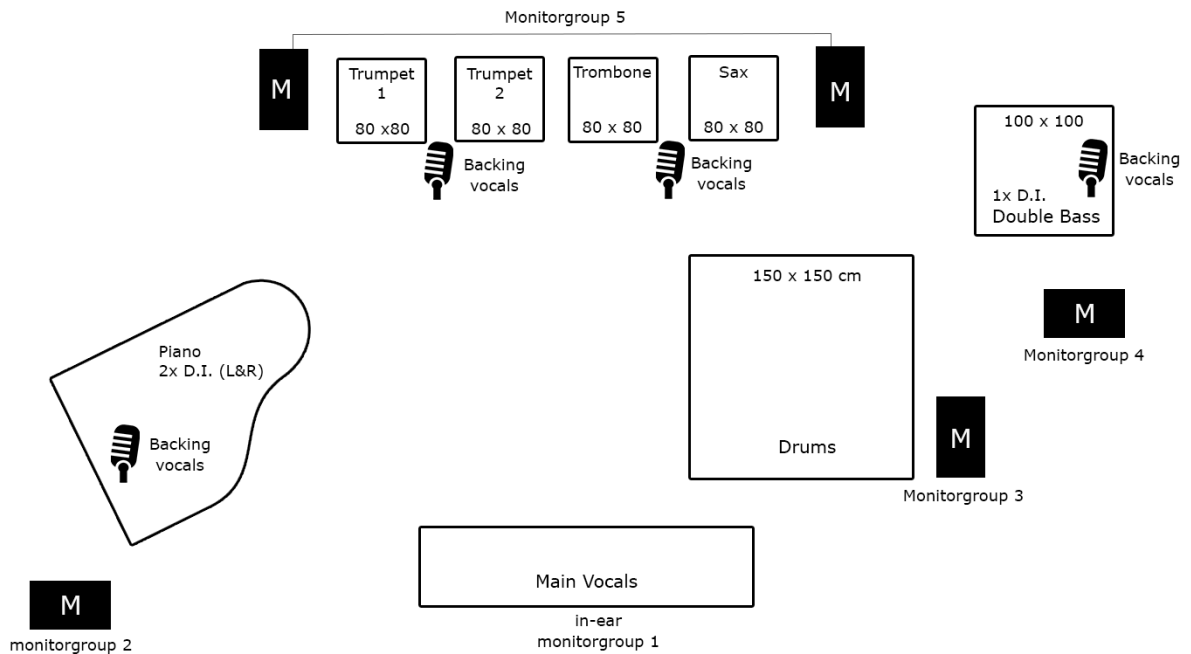 Monitorgroup 5
M
Trumpet
1
80 x80
Trumpet
2
80 x 80
Trombone
80 x 80
Sax
80 x 80
M
Backing
vocals
Backing
vocals
100 x 100
1x D.I.
Double Bass
Backing
vocals
150 x 150 cm
Drums
M
Monitorgroup 4
M
Monitorgroup 3
Piano
2x D.I. (L&R)
Backing
vocals
M
monitorgroup 2
Main Vocals
in-ear
monitorgroup 1